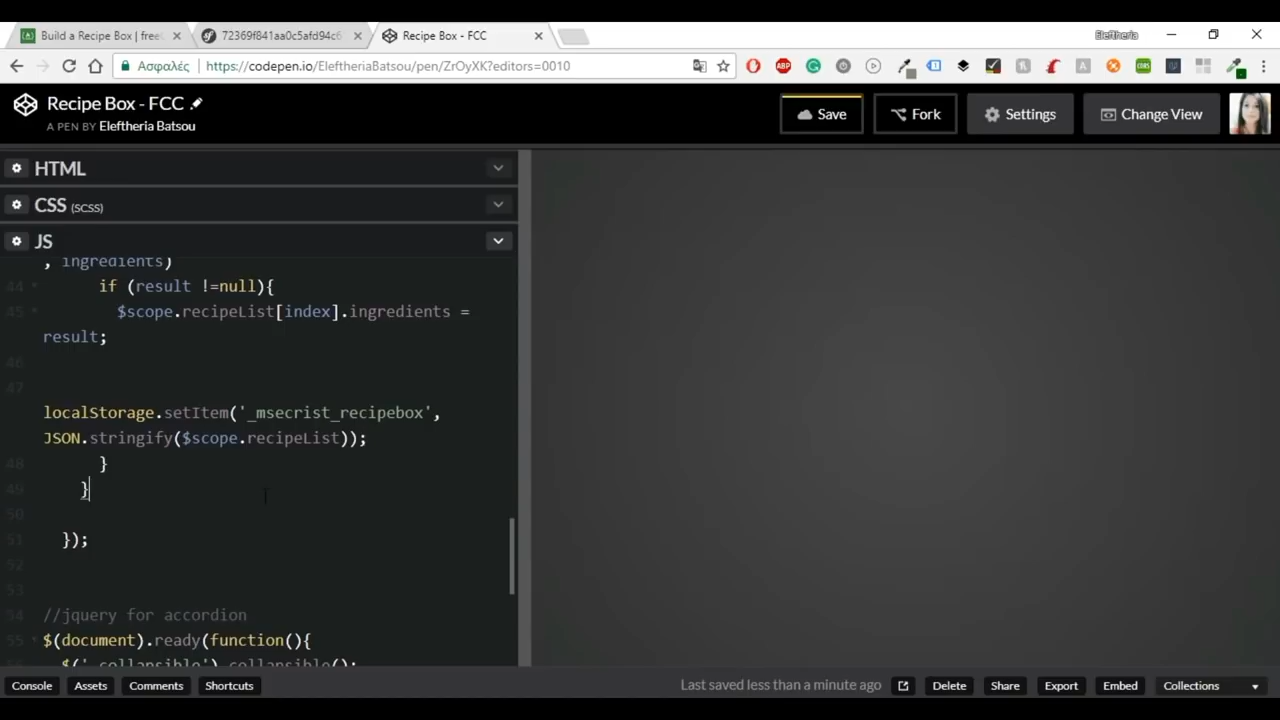 Build a Recipe Box | free
72369f841aa0c5afd94c6
Recipe Box - FCC
Eleftheria
Ασφαλές
https://codepen.io/EleftheriaBatsou/pen/ZrOyXK?editors=0010
Recipe Box - FCC
A PEN BY Eleftheria Batsou
Save
Fork
Settings
Change View
HTML
CSS (SCSS)
JS
, ingredients)
44 if (result !=null){
45 $scope.recipeList[index].ingredients =
result;
46
47
localStorage.setItem('_msecrist_recipebox',
JSON.stringify($scope.recipeList));
48 }
49 }
50
51 });
52
53
54 //jquery for accordion
55 $(document).ready(function(){
$('.collapsible').collapsible();
Console
Assets
Comments
Shortcuts
Last saved less than a minute ago
Delete
Share
Export
Embed
Collections